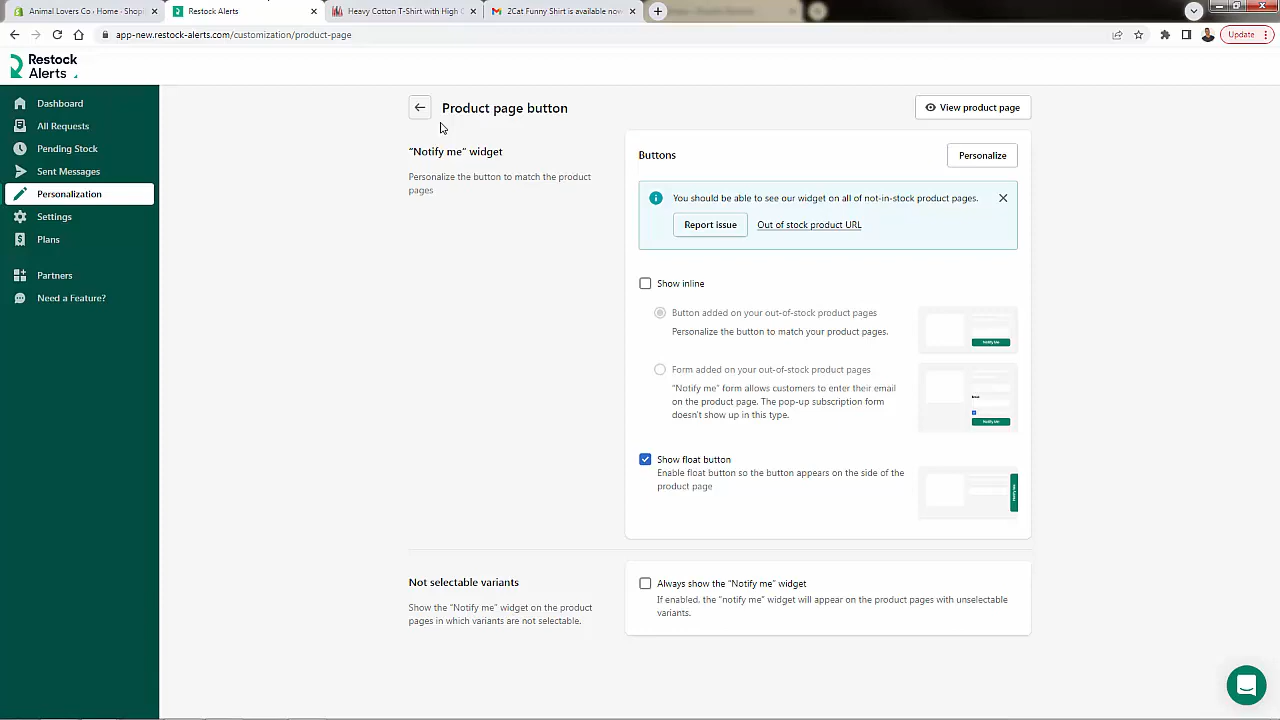 Animal Lovers Co · Home · Shopi
Restock Alerts
Heavy Cotton T-Shirt with High C
2Cat Funny Shirt is available now
Update
app-new.restock-alerts.com/customization/product-page
Restock
Alerts
Dashboard
All Requests
Pending Stock
Sent Messages
Personalization
Settings
Plans
Partners
Need a Feature?
Product page button
View product page
"Notify me" widget
Personalize the button to match the product
pages
Buttons
Personalize
You should be able to see our widget on all of not-in-stock product pages.
Report issue
Out of stock product URL
Show inline
Button added on your out-of-stock product pages
Personalize the button to match your product pages.
Notify Me
Form added on your out-of-stock product pages
"Notify me" form allows customers to enter their email
on the product page. The pop-up subscription form
doesn't show up in this type.
Notify Me
Show float button
Enable float button so the button appears on the side of the
product page
Notify Me
Not selectable variants
Show the "Notify me" widget on the product
pages in which variants are not selectable.
Always show the "Notify me" widget
If enabled, the "notify me" widget will appear on the product pages with unselectable
variants.